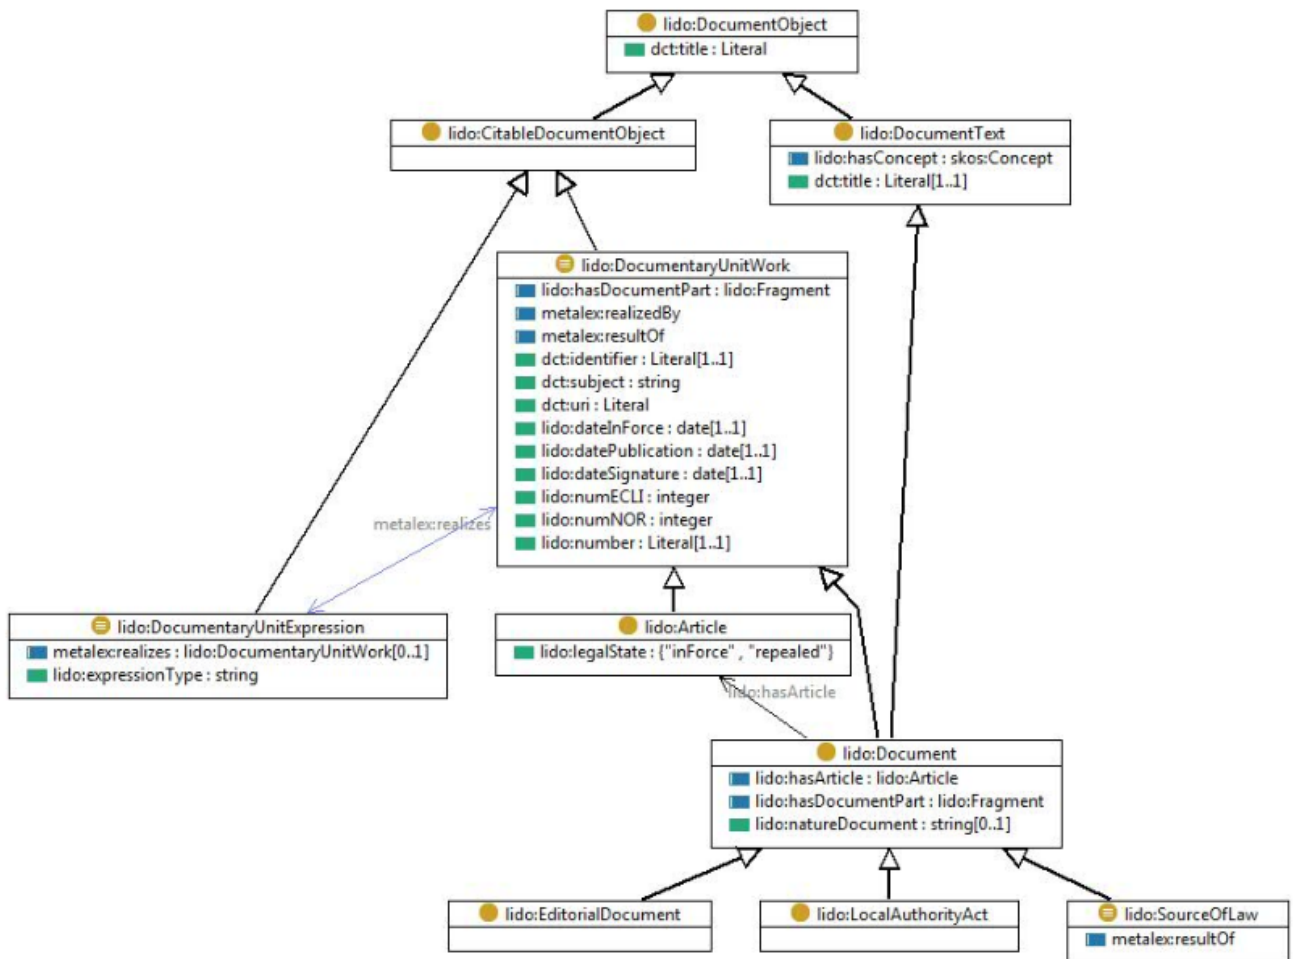 lido:DocumentObject
dct:title : Literal
lido:CitableDocumentObject
lido:DocumentText
lido:hasConcept : skos:Concept
dct:title : Literal[1..1]
lido:DocumentaryUnitWork
lido:hasDocumentPart : lido:Fragment
metalex:realizedBy
metalex:resultOf
dct:identifier : Literal[1..1]
dct:subject : string
dct:uri : Literal
lido:dateInForce : date[1..1]
lido:datePublication : date[1..1]
lido:dateSignature : date[1..1]
lido:numECLI : integer
lido:numNOR : integer
lido:number : Literal[1..1]
metalex:realizes
lido:DocumentaryUnitExpression
metalex:realizes : lido:DocumentaryUnitWork[0..1]
lido:expressionType : string
lido:Article
lido:legalState : {"inForce" , "repealed"}
lido:hasArticle
lido:Document
lido:hasArticle : lido:Article
lido:hasDocumentPart : lido:Fragment
lido:natureDocument : string[0..1]
lido:EditorialDocument
lido:LocalAuthorityAct
lido:SourceOfLaw
metalex:resultOf